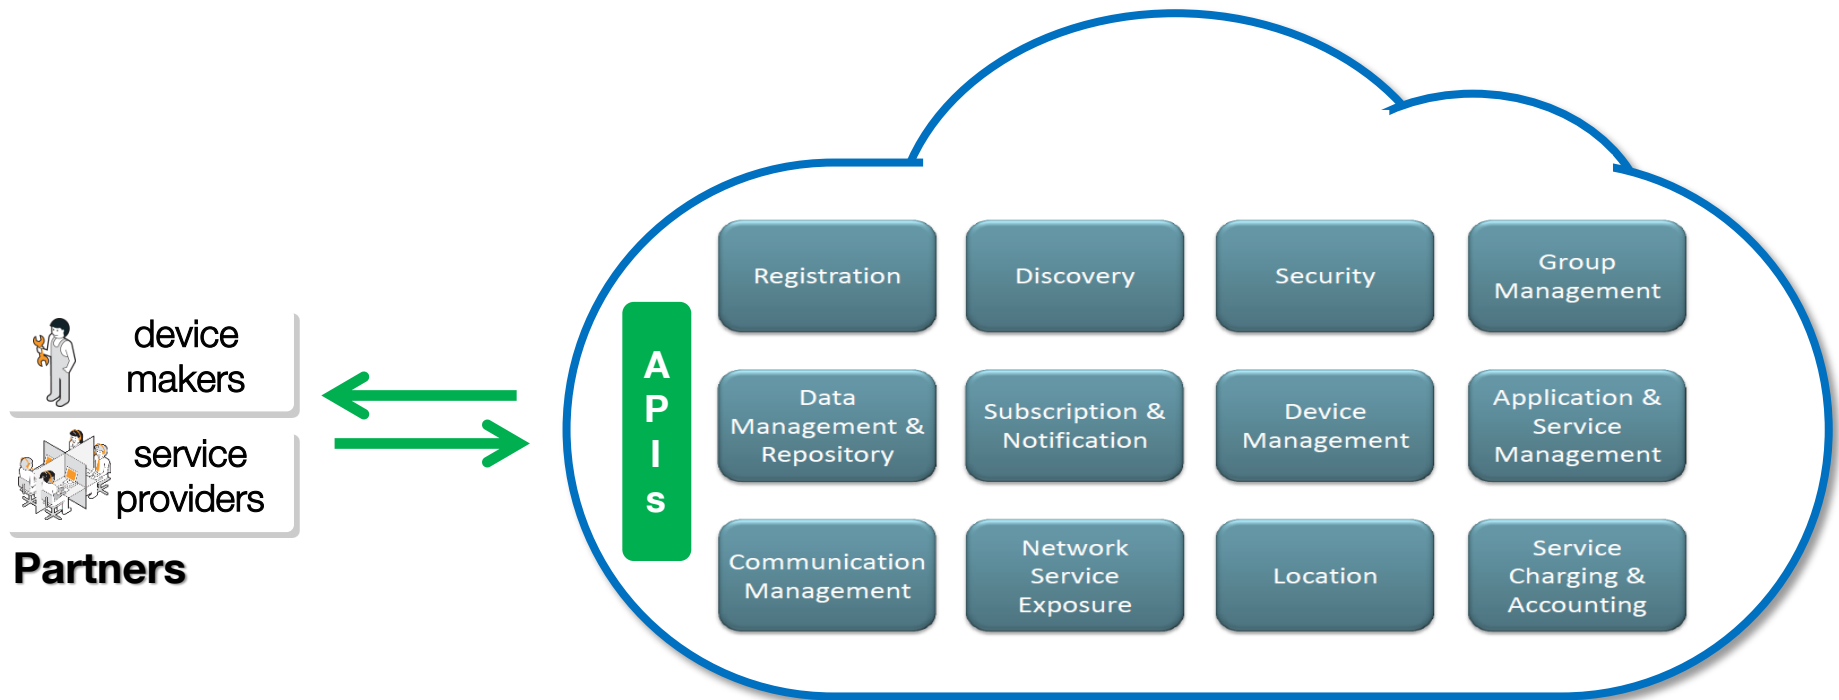 device
makers
service
providers
Partners
A
P
I
s
Registration
Discovery
Security
Group
Management
Data
Management &
Repository
Subscription &
Notification
Device
Management
Application &
Service
Management
Communication
Management
Network
Service
Exposure
Location
Service
Charging &
Accounting